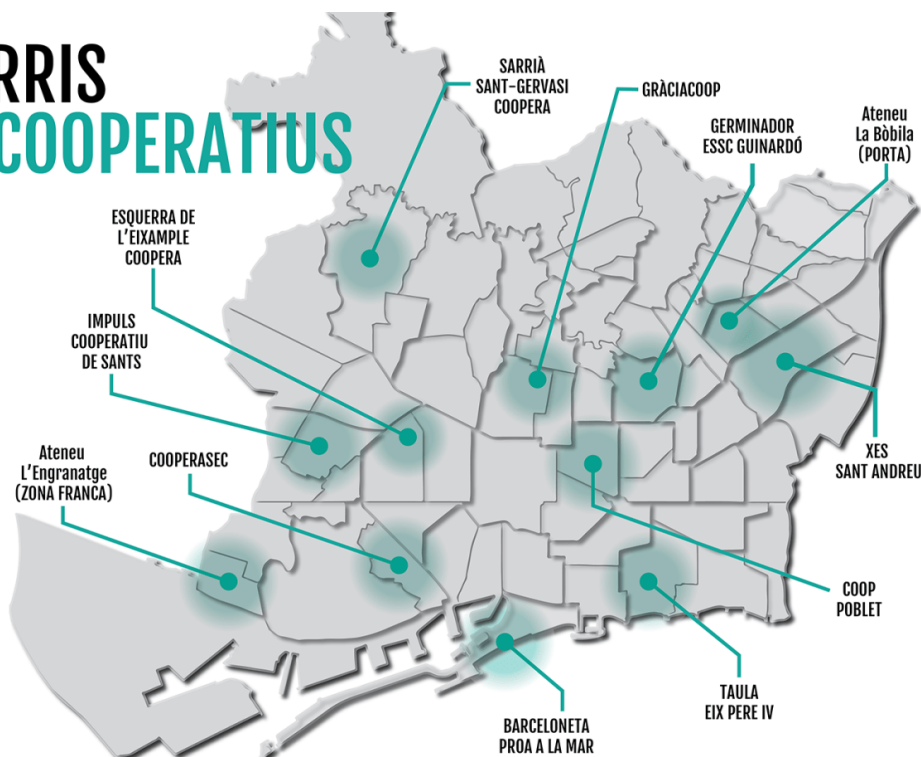 RRIS
COOPERATIUS
SARRIÀ
SANT-GERVASI
COOPERA
GRÀCIACOOP
GERMINADOR
ESSC GUINARDÓ
Ateneu
La Bòbila
(PORTA)
ESQUERRA DE
L'EIXAMPLE
COOPERA
IMPULS
COOPERATIU
DE SANTS
Ateneu
L'Engranatge
(ZONA FRANCA)
COOPERASEC
XES
SANT ANDREU
COOP
POBLET
TAULA
EIX PERE IV
BARCELONETA
PROA A LA MAR